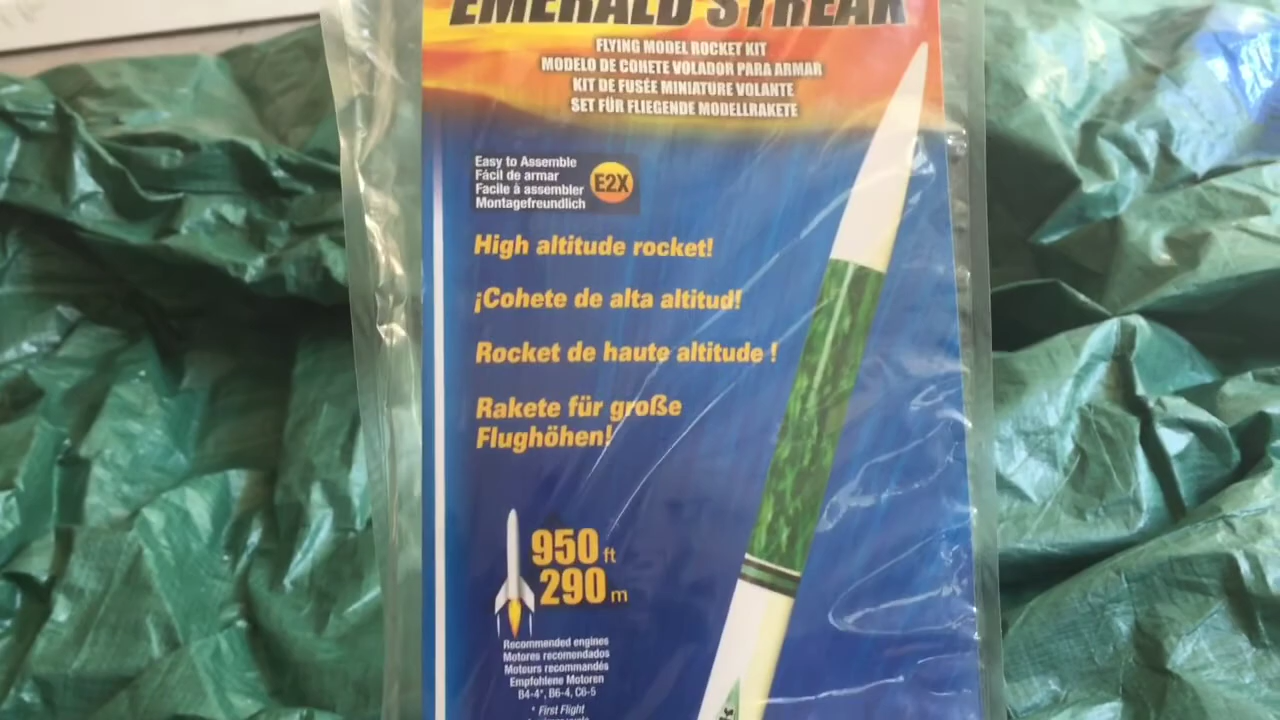 EMERALD STREAK
FLYING MODEL ROCKET KIT
MODELO DE COHETE VOLADOR PARA ARMAR
KIT DE FUSÉE MINIATURE VOLANTE
SET FÜR FLIEGENDE MODELLRAKETE
Easy to Assemble
Fácil de armar
Facile à assembler
Montagefreundlich
E2X
High altitude rocket!
¡Cohete de alta altitud!
Rocket de haute altitude !
Rakete für große
Flughöhen!
950 ft
290 m
Recommended engines
Motores recomendados
Moteurs recommandés
Empfohlene Motoren
B4-4*, B6-4, C6-5
* First Flight